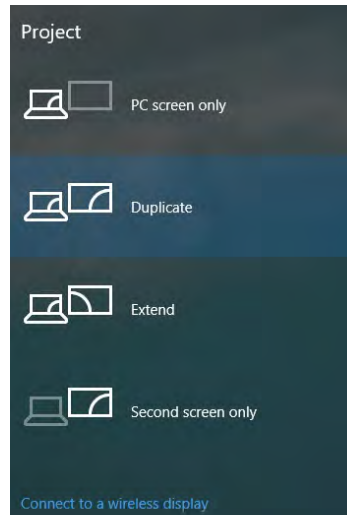 Project
PC screen only
Duplicate
Extend
Second screen only
Connect to a wireless display